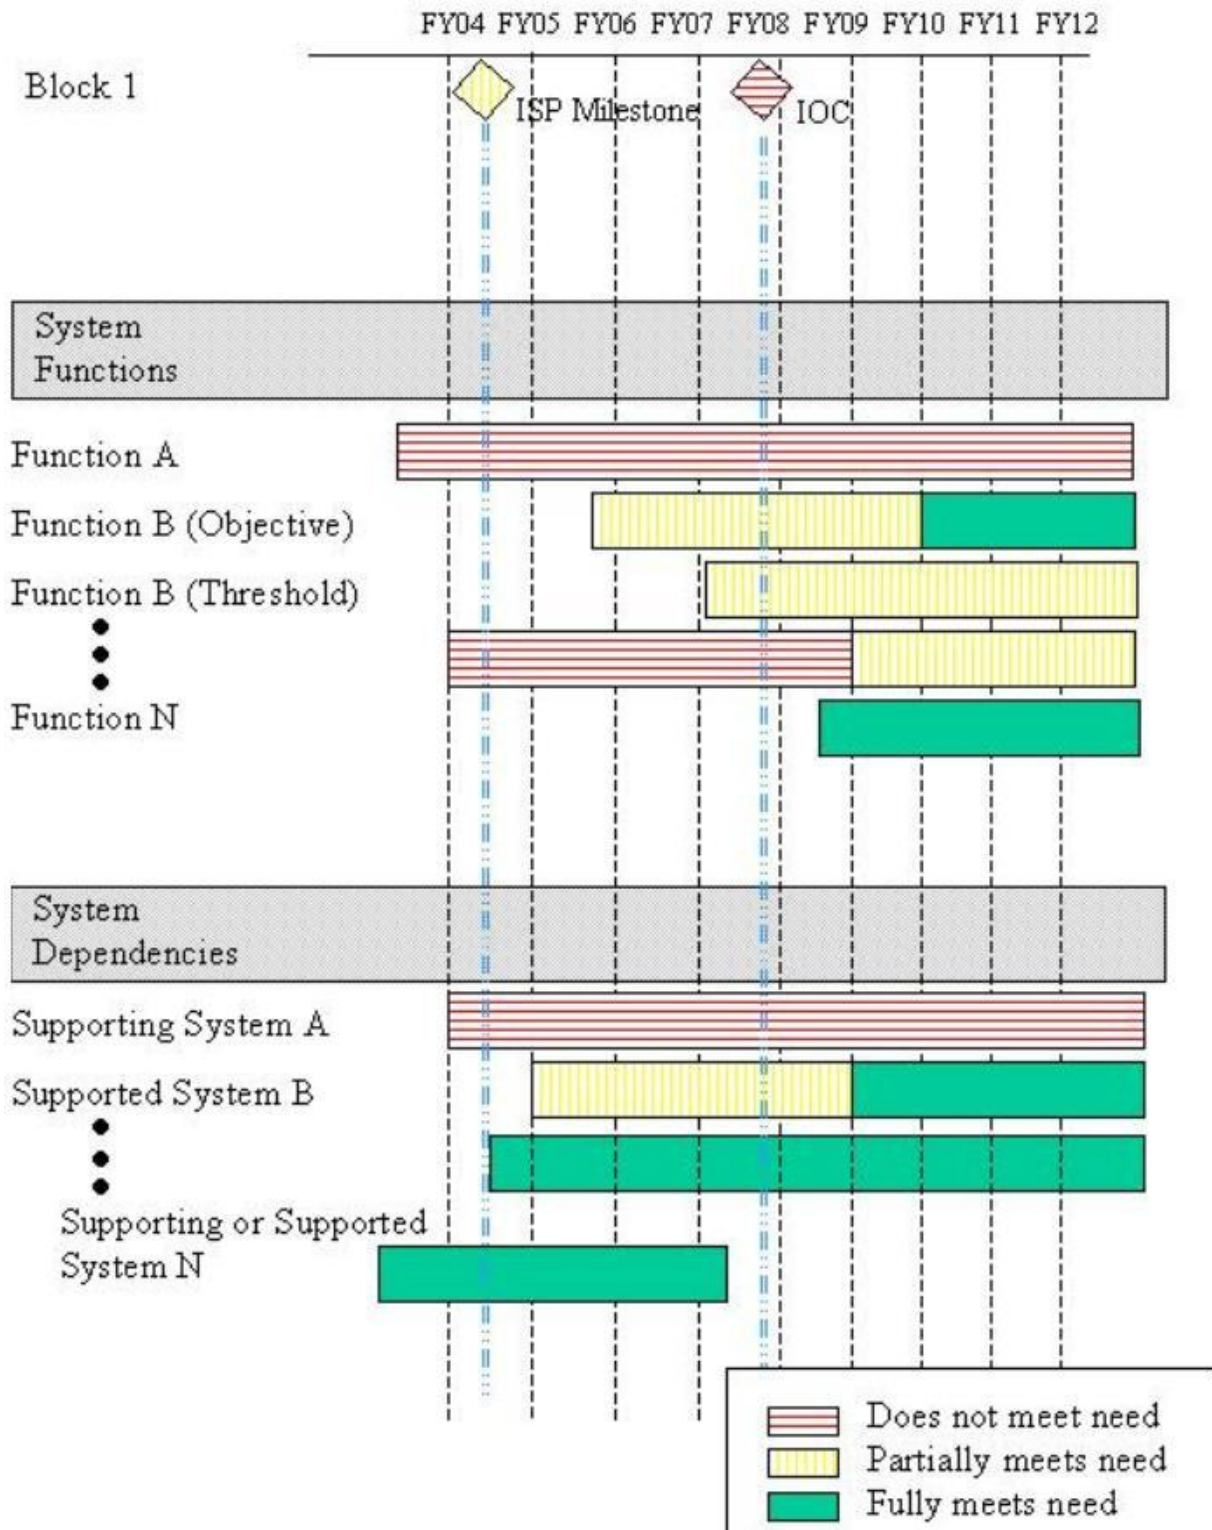 FY04 FY05 FY06 FY07 FY08 FY09 FY10 FY11 FY12
Block 1
ISP Milestone
IOC
System
Functions
Function A
Function B (Objective)
Function B (Threshold)
Function N
System
Dependencies
Supporting System A
Supported System B
Supporting or Supported
System N
Does not meet need
Partially meets need
Fully meets need